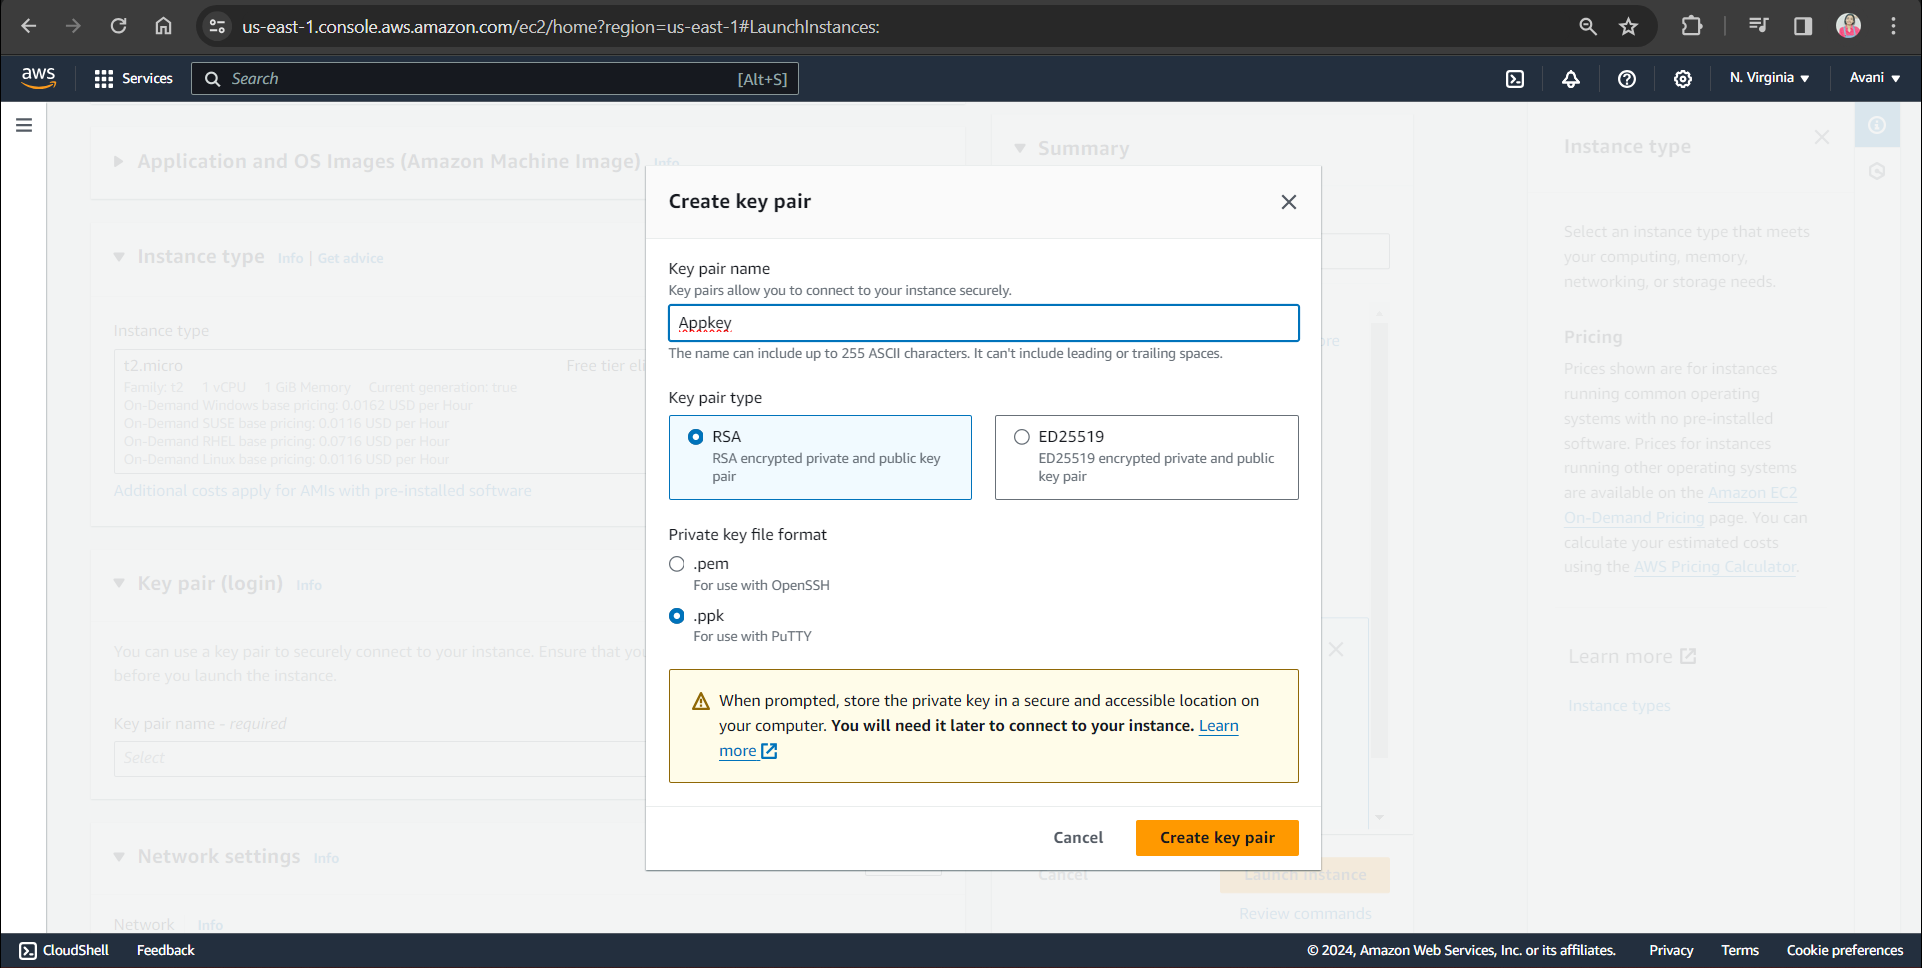 us-east-1.console.aws.amazon.com/ec2/home?region=us-east-1#LaunchInstances:
aws
Services
Search
[Alt+S]
N. Virginia
Avani
Application and OS Images (Amazon Machine Image) Info
Instance type Info | Get advice
Instance type
t2.micro
Free tier eli
Family: t2 1 vCPU 1 GiB Memory Current generation: true
On-Demand Windows base pricing: 0.0162 USD per Hour
On-Demand SUSE base pricing: 0.0116 USD per Hour
On-Demand RHEL base pricing: 0.0716 USD per Hour
On-Demand Linux base pricing: 0.0116 USD per Hour
Additional costs apply for AMIs with pre-installed software
Key pair (login) Info
You can use a key pair to securely connect to your instance. Ensure that you
before you launch the instance.
Key pair name - required
Select
Network settings Info
Network Info
Create key pair
Key pair name
Key pairs allow you to connect to your instance securely.
Appkey
The name can include up to 255 ASCII characters. It can't include leading or trailing spaces.
Key pair type
RSA
RSA encrypted private and public key
pair
ED25519
ED25519 encrypted private and public
key pair
Private key file format
.pem
For use with OpenSSH
.ppk
For use with PuTTY
When prompted, store the private key in a secure and accessible location on
your computer. You will need it later to connect to your instance. Learn
more
Cancel
Create key pair
Summary
ore
Cancel
Launch instance
Review commands
Instance type
Select an instance type that meets
your computing, memory,
networking, or storage needs.
Pricing
Prices shown are for instances
running common operating
systems with no pre-installed
software. Prices for instances
running other operating systems
are available on the Amazon EC2
On-Demand Pricing page. You can
calculate your estimated costs
using the AWS Pricing Calculator.
Learn more
Instance types
CloudShell
Feedback
© 2024, Amazon Web Services, Inc. or its affiliates.
Privacy
Terms
Cookie preferences